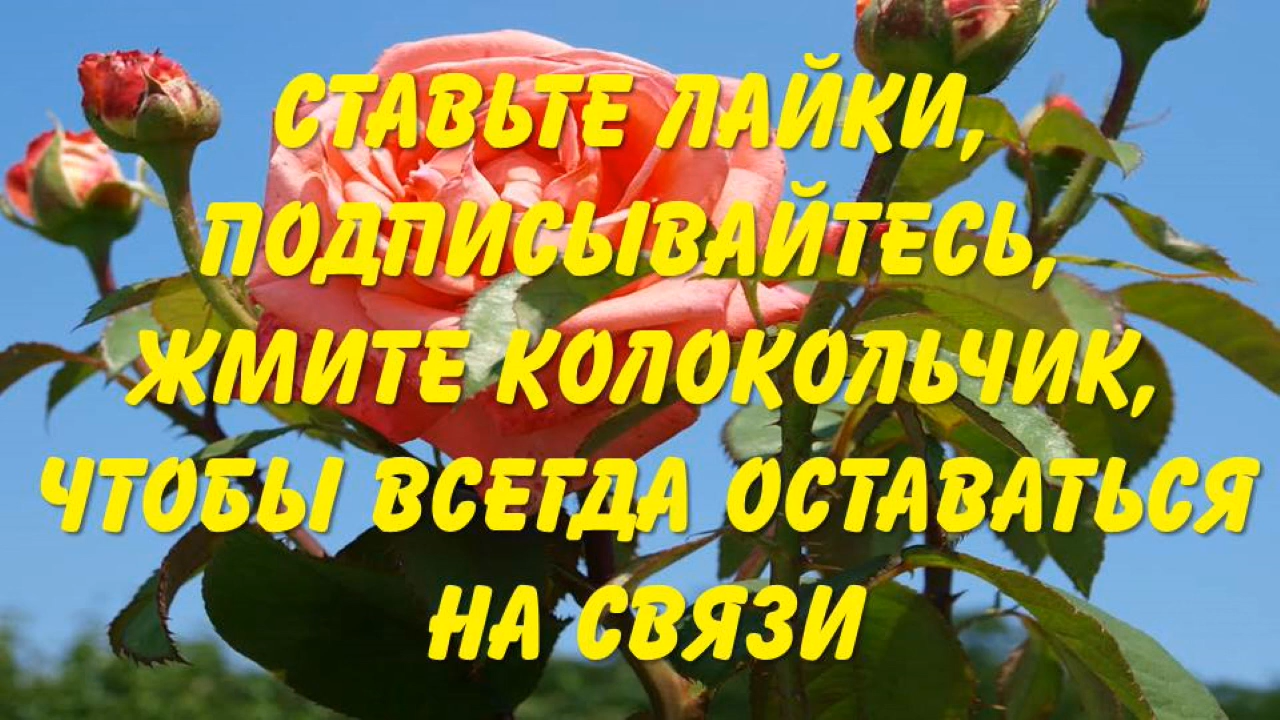 СТАВЬТЕ ЛАЙКИ,
ПОДПИСЫВАЙТЕСЬ,
ЖМИТЕ КОЛОКОЛЬЧИК,
ЧТОБЫ ВСЕГДА ОСТАВАТЬСЯ
НА СВЯЗИ